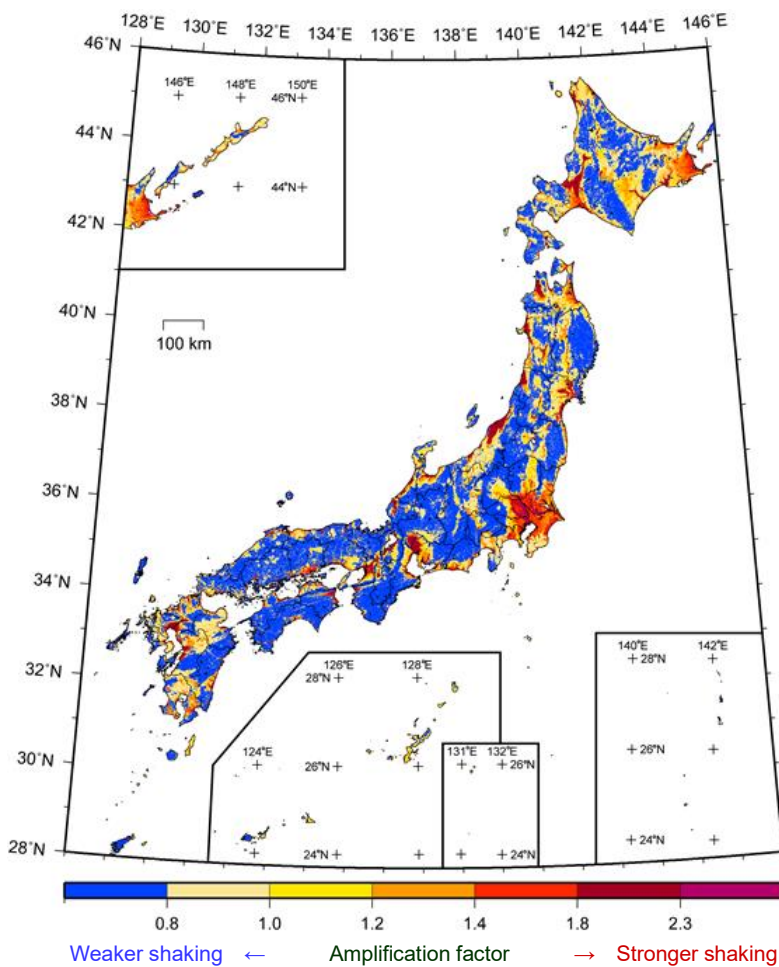 128°E 130°E 132°E 134°E 136°E 138°E 140°E 142°E 144°E 146°E
46°N
146°E 148°E 150°E
46°N
44°N
44°N
42°N
40°N
100 km
38°N
36°N
34°N
32°N
126°E 128°E
28°N
140°E 142°E
28°N
30°N
124°E
26°N
131°E 132°E
26°N
26°N
28°N
24°N
24°N
24°N
0.8 1.0 1.2 1.4 1.8 2.3
Weaker shaking ← Amplification factor → Stronger shaking